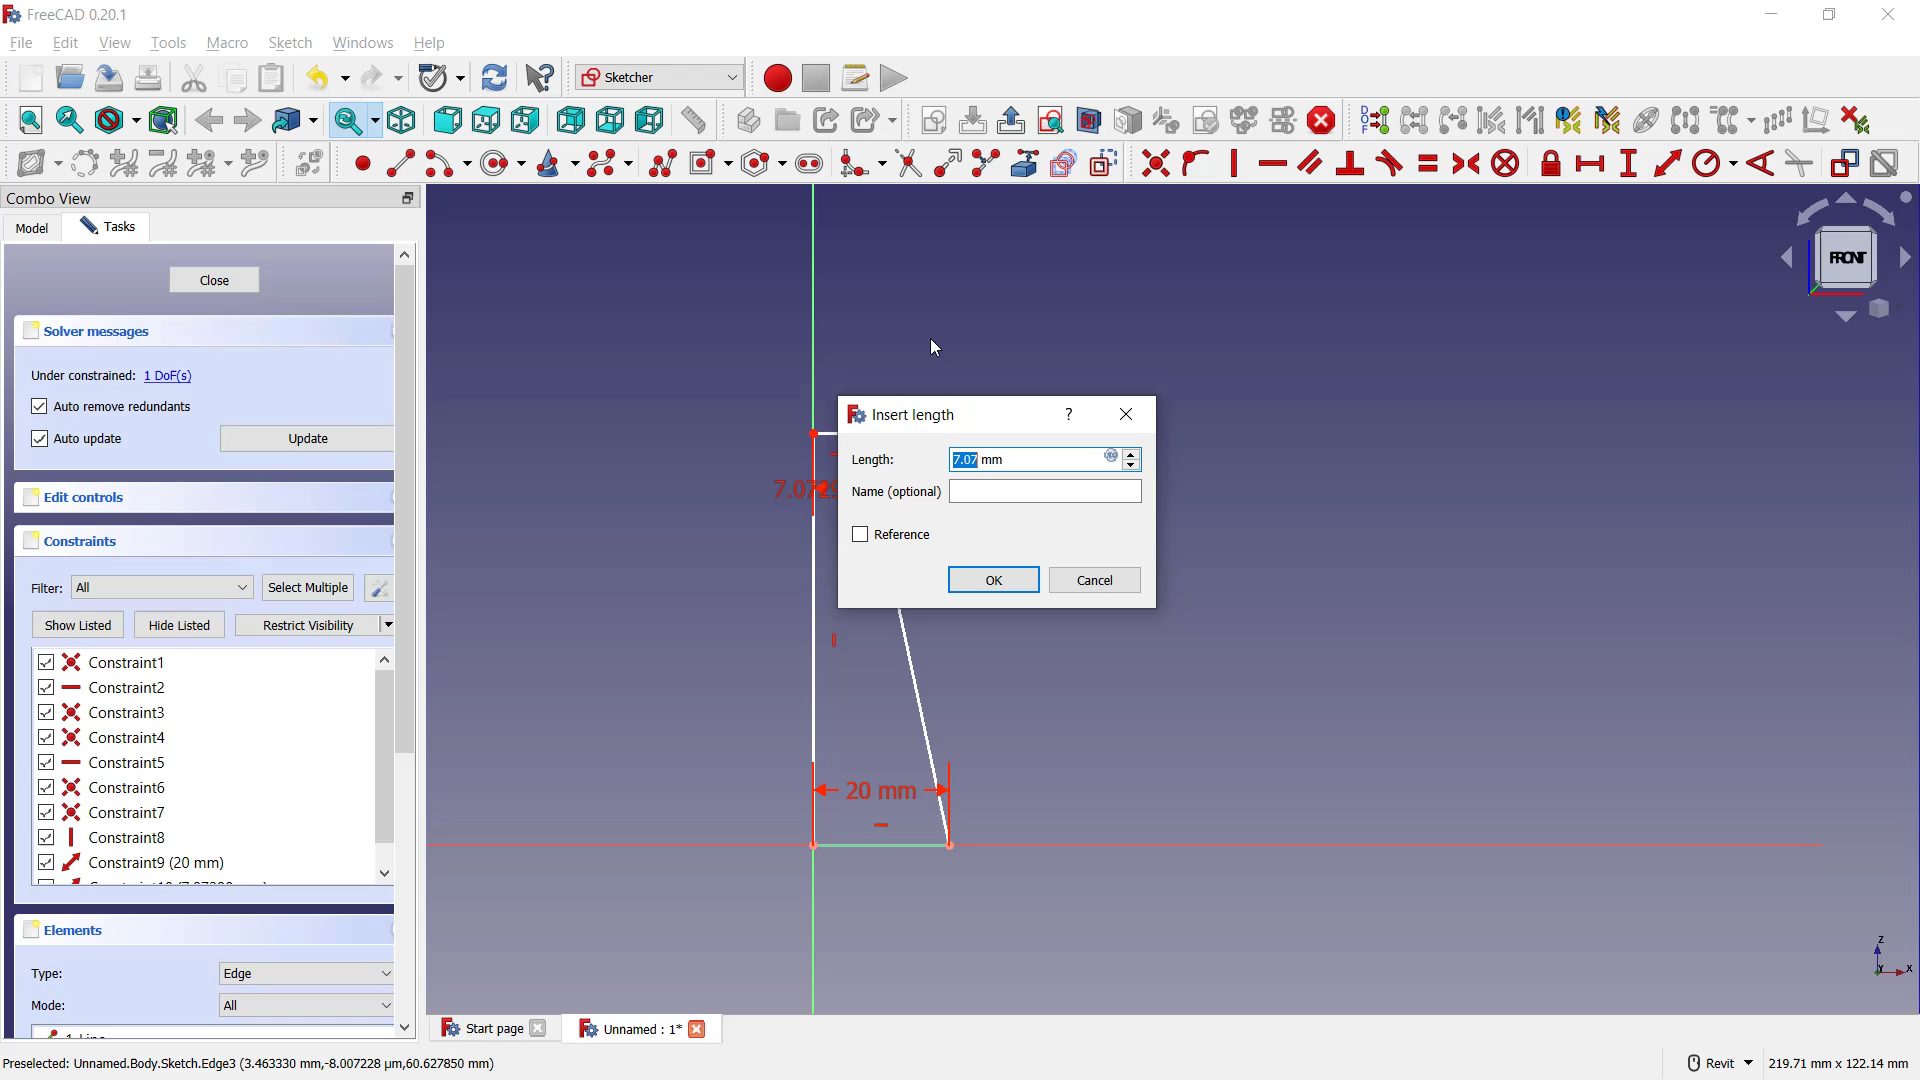 FreeCAD 0.20.1
File Edit View Tools Macro Sketch Windows Help
Sketcher
Combo View
Model Tasks
Close
Solver messages
Under constrained: 1 DoF(s)
Auto remove redundants
Auto update Update
Edit controls
Constraints
Filter: All Select Multiple
Show Listed Hide Listed Restrict Visibility
Constraint1
Constraint2
Constraint3
Constraint4
Constraint5
Constraint6
Constraint7
Constraint8
Constraint9 (20 mm)
Elements
Type: Edge
Mode: All
FRONT
Insert length ?
Length: 7.07 mm
Name (optional)
Reference
OK Cancel
20 mm
Z
Y X
Start page Unnamed : 1*
Preselected: Unnamed.Body.Sketch.Edge3 (3.463330 mm,-8.007228 µm,60.627850 mm)
Revit 219.71 mm x 122.14 mm